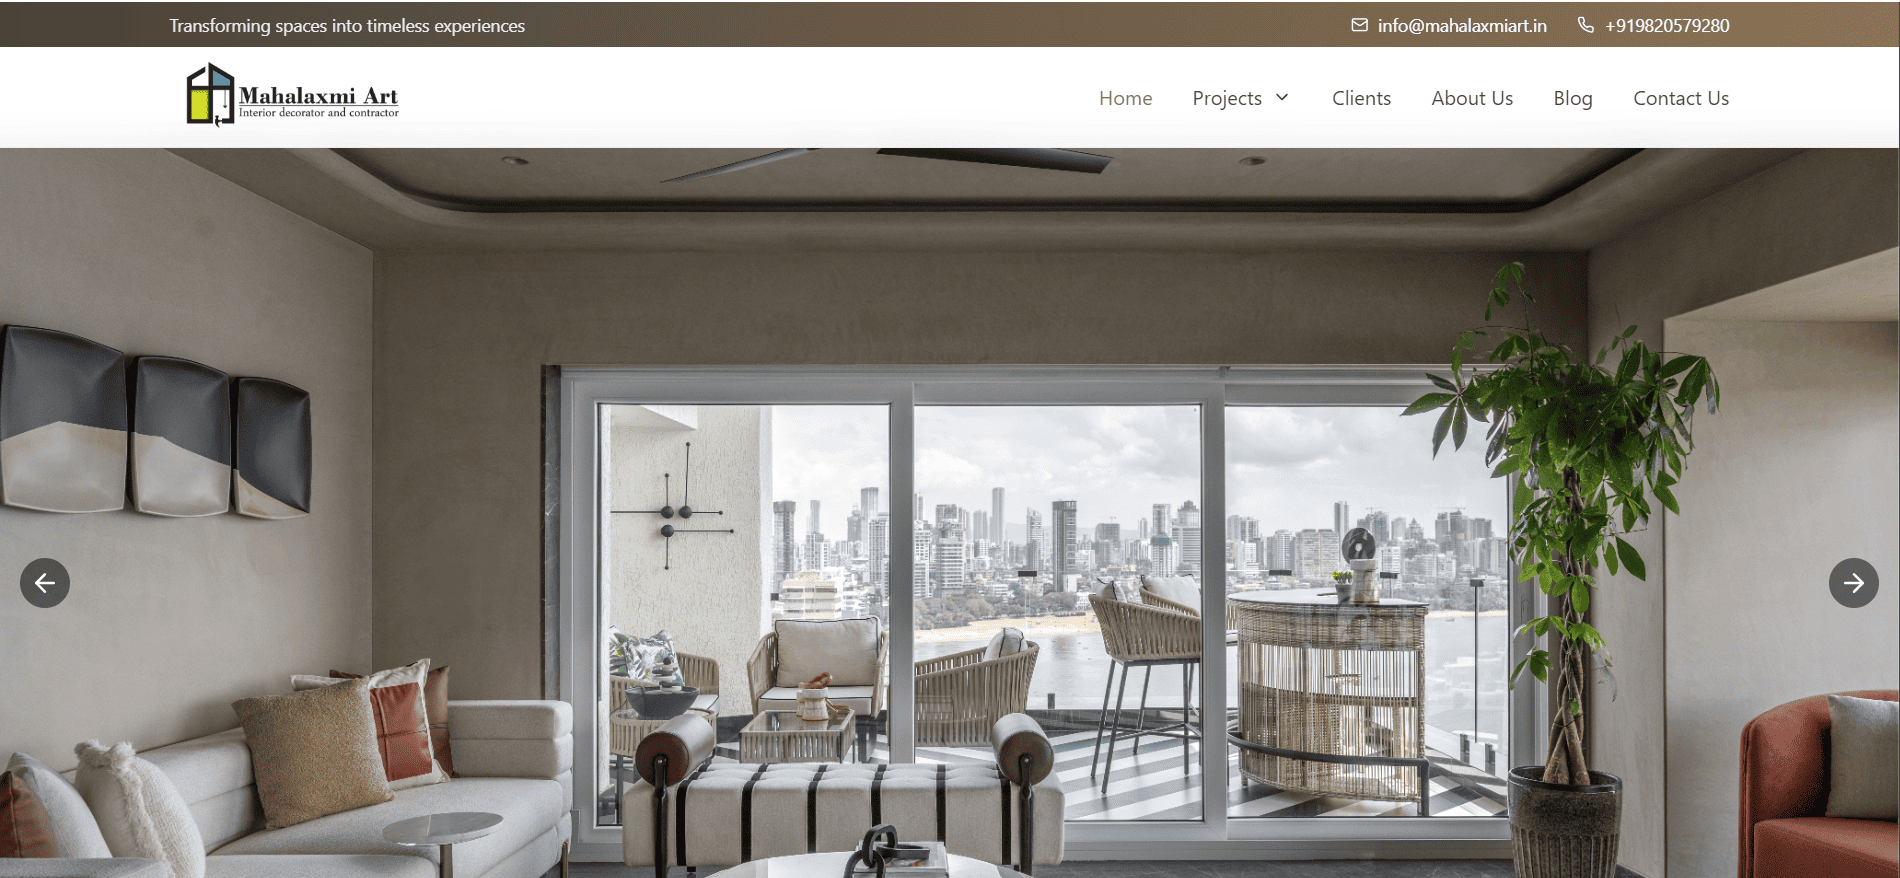 Transforming spaces into timeless experiences
info@mahalaxmiart.in
+919820579280
Mahalaxmi Art
Interior decorator and contractor
Home
Projects
Clients
About Us
Blog
Contact Us